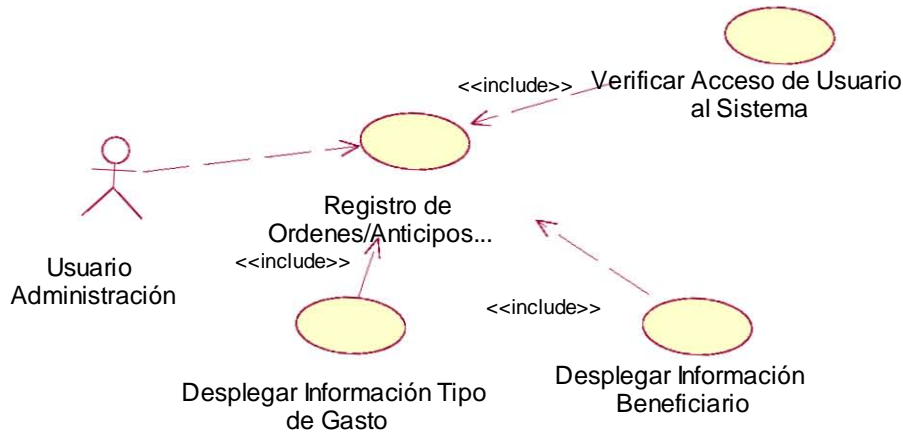 <<include>>
Verificar Acceso de Usuario
al Sistema
Registro de
Ordenes/Anticipos...
Usuario
Administración
<<include>>
<<include>>
Desplegar Información Tipo
de Gasto
Desplegar Información
Beneficiario